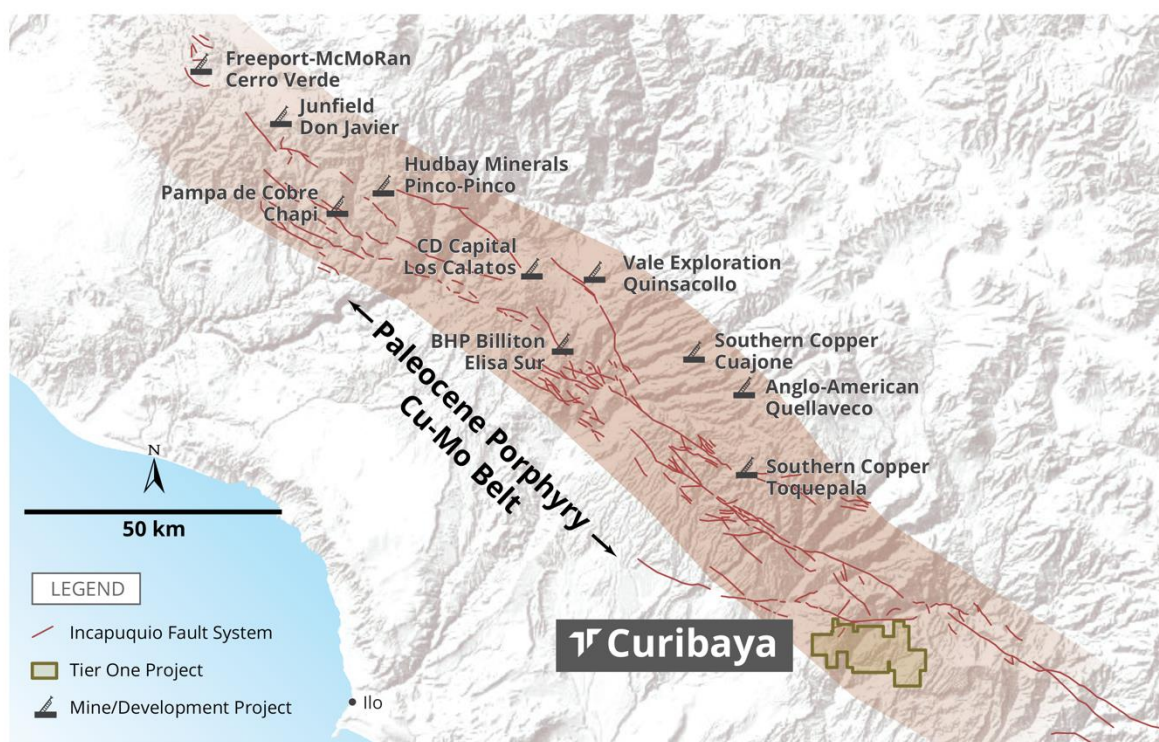 Freeport-McMoRan
Cerro Verde
Junfield
Don Javier
Hudbay Minerals
Pinco-Pinco
Pampa de Cobre
Chapi
CD Capital
Los Calatos
Vale Exploration
Quinsacollo
BHP Billiton
Elisa Sur
Southern Copper
Cuajone
Anglo-American
Quellaveco
Southern Copper
Toquepala
Paleocene Porphyry
Cu-Mo Belt
N
50 km
LEGEND
Incapuquio Fault System
Tier One Project
Mine/Development Project
Ilo
Curibaya